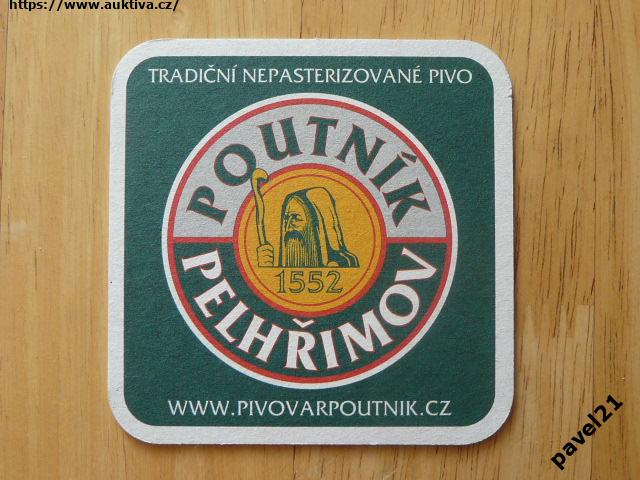 https://www.auktiva.cz/
TRADIČNÍ NEPASTERIZOVANÉ PIVO
POUTNÍK
1552
PELHŘIMOV
WWW.PIVOVARPOUTNIK.CZ
pavel21